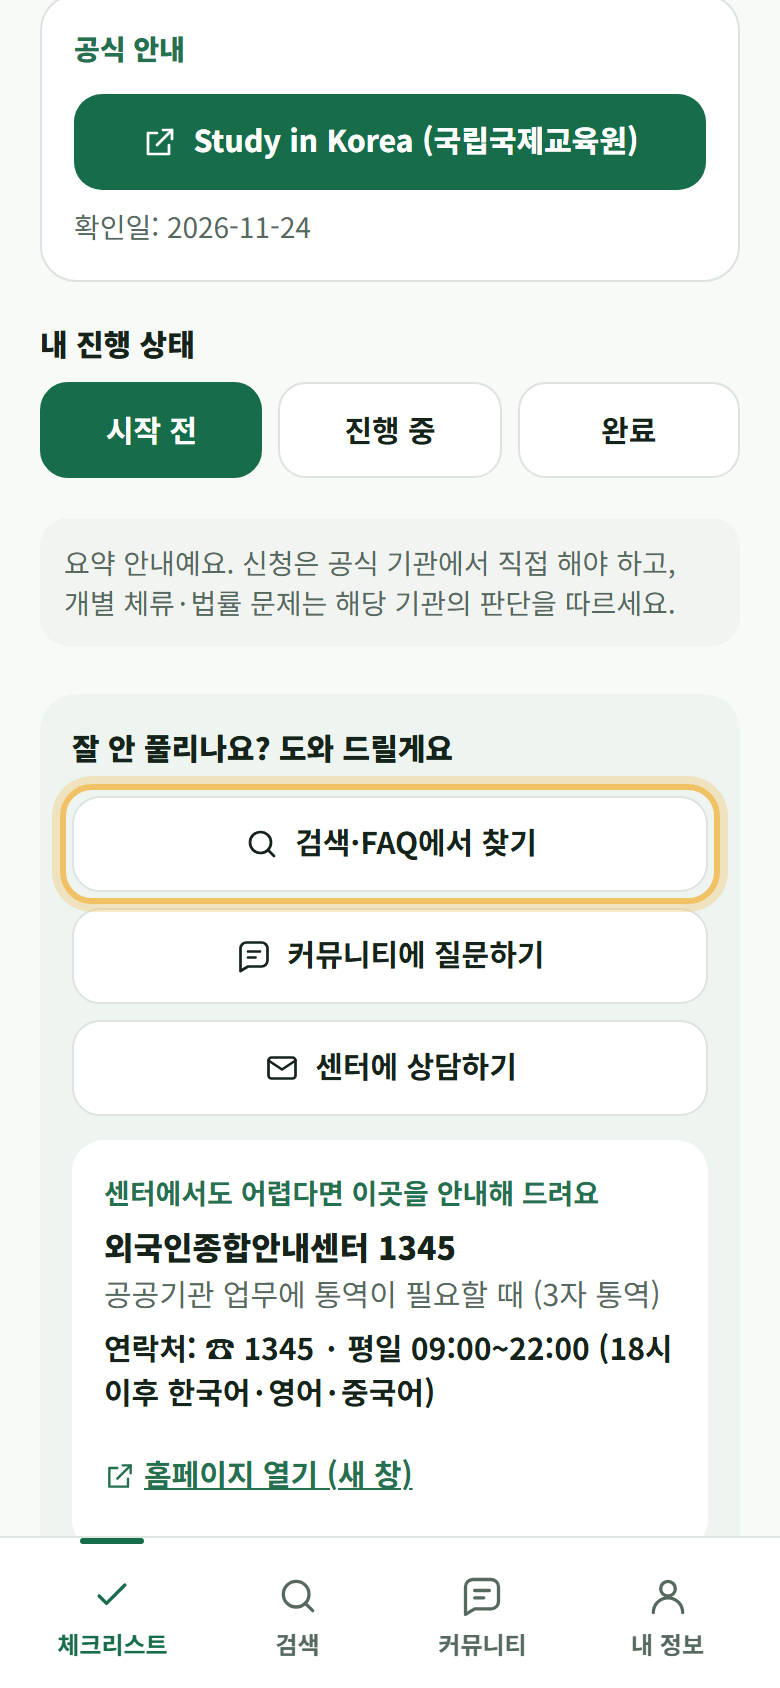 공식 안내
Study in Korea (국립국제교육원)
확인일: 2026-11-24
내 진행 상태
시작 전
진행 중
완료
요약 안내예요. 신청은 공식 기관에서 직접 해야 하고,
개별 체류·법률 문제는 해당 기관의 판단을 따르세요.
잘 안 풀리나요? 도와 드릴게요
검색·FAQ에서 찾기
커뮤니티에 질문하기
센터에 상담하기
센터에서도 어렵다면 이곳을 안내해 드려요
외국인종합안내센터 1345
공공기관 업무에 통역이 필요할 때 (3자 통역)
연락처: ☎ 1345 · 평일 09:00~22:00 (18시
이후 한국어·영어·중국어)
홈페이지 열기 (새 창)
체크리스트
검색
커뮤니티
내 정보